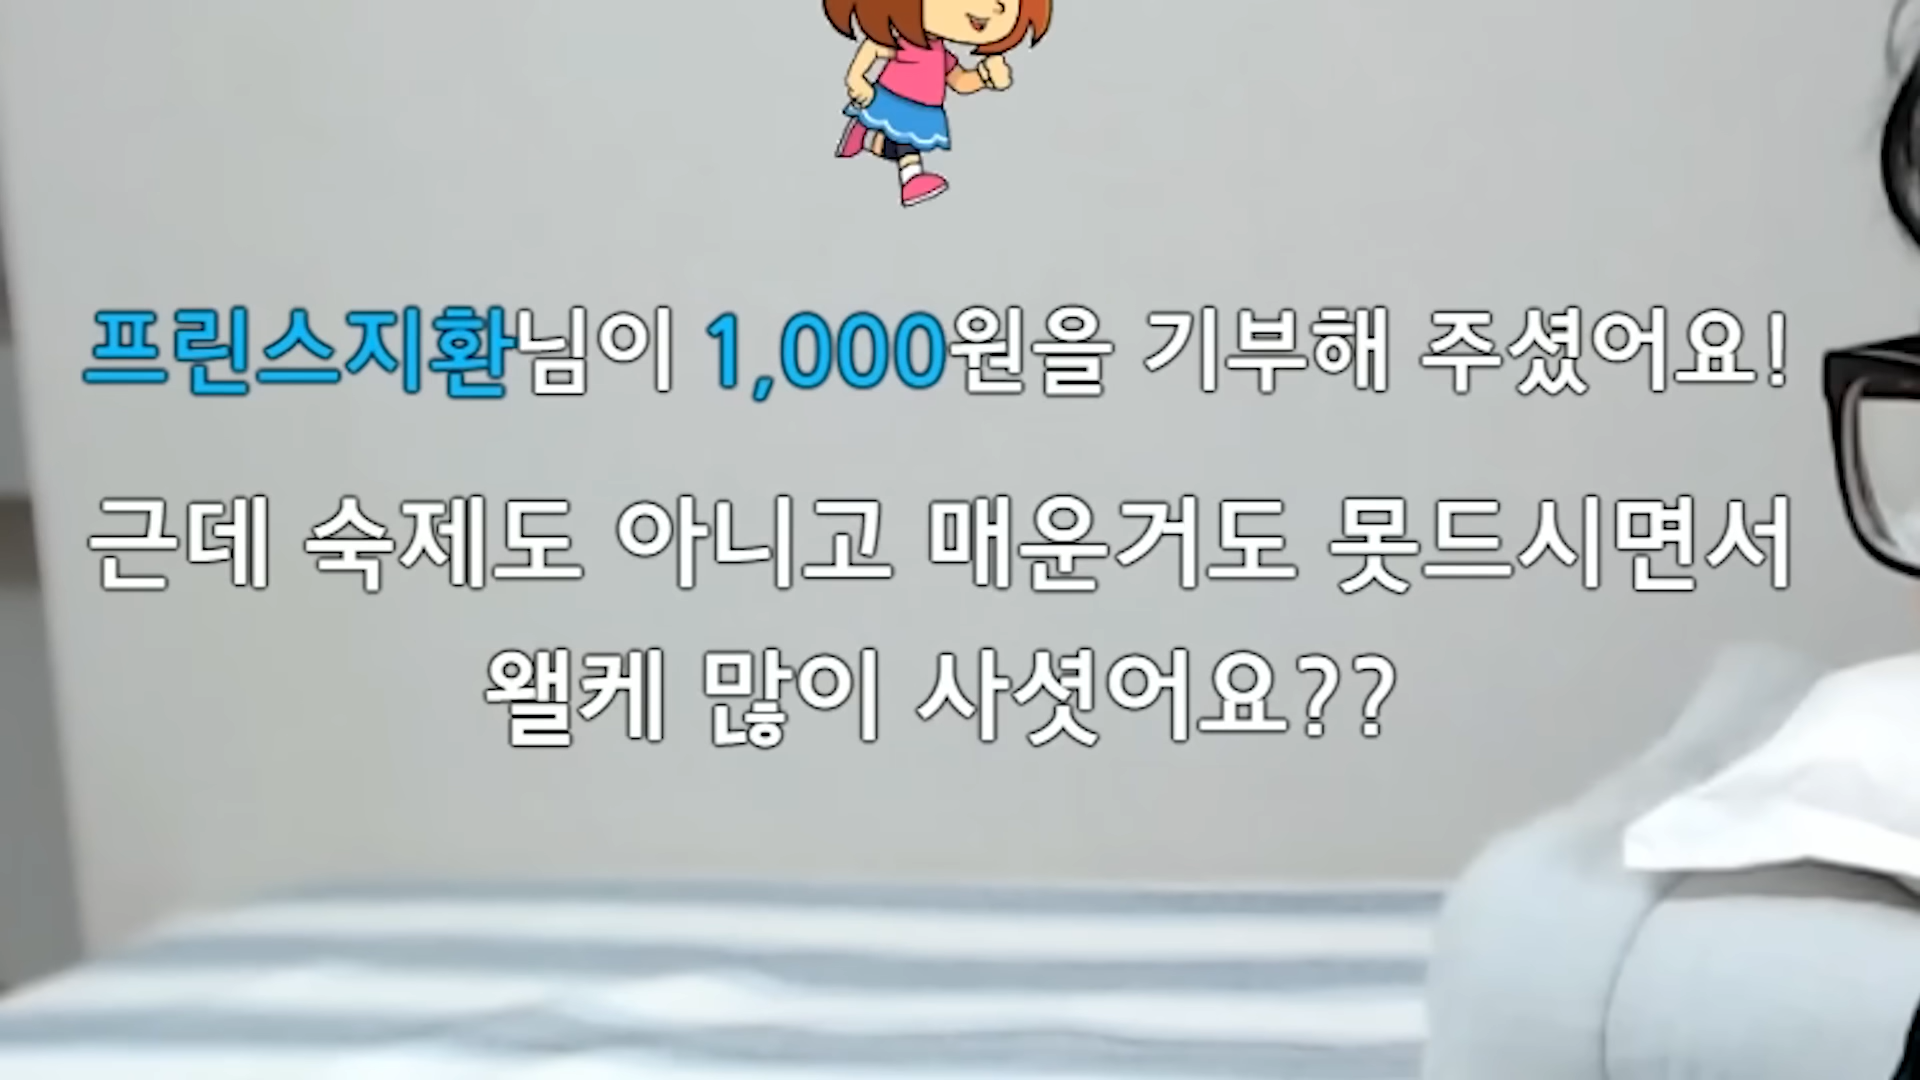 프린스지환님이 1,000원을 기부해 주셨어요!
근데 숙제도 아니고 매운거도 못드시면서
왤케 많이 사셧어요??